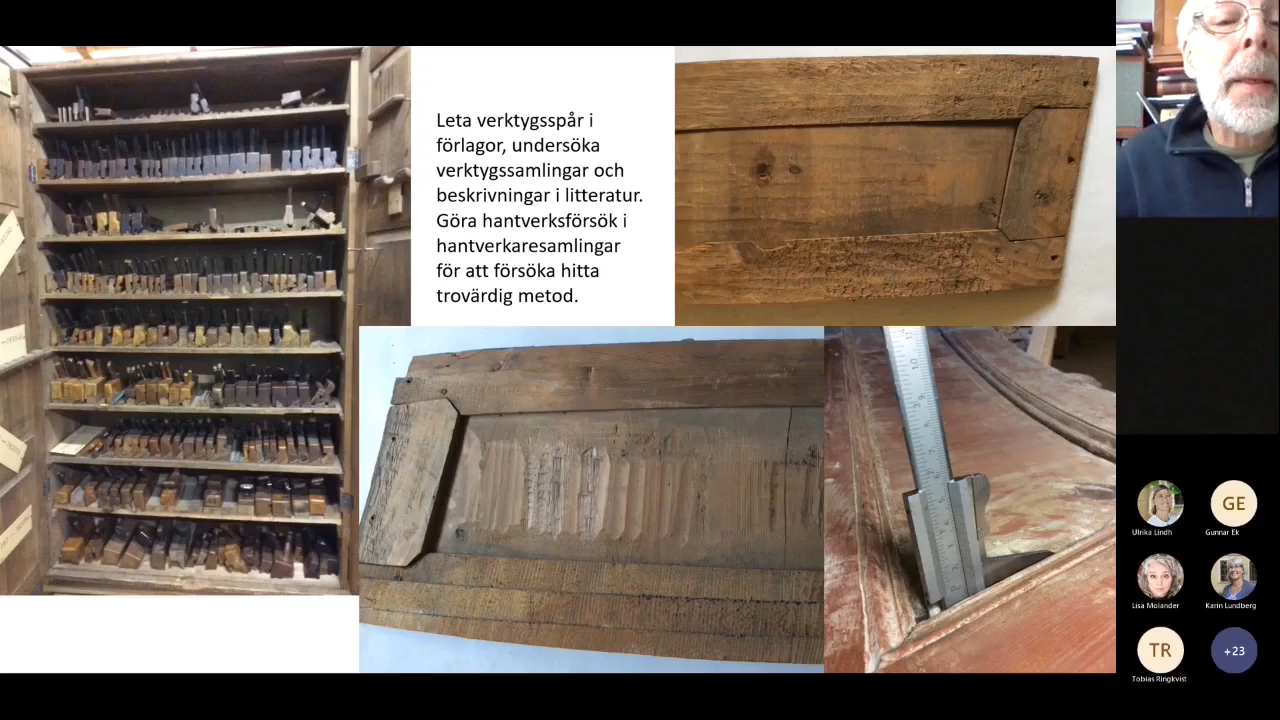 Leta verktygsspår i
förlagor, undersöka
verktygssamlingar och
beskrivningar i litteratur.
Göra hantverksförsök i
hantverkaresamlingar
för att försöka hitta
trovärdig metod.
Ulrika Lindh
GE
Gunnar Ek
Lisa Molander
Karin Lundberg
TR
Tobias Ringkvist
+23